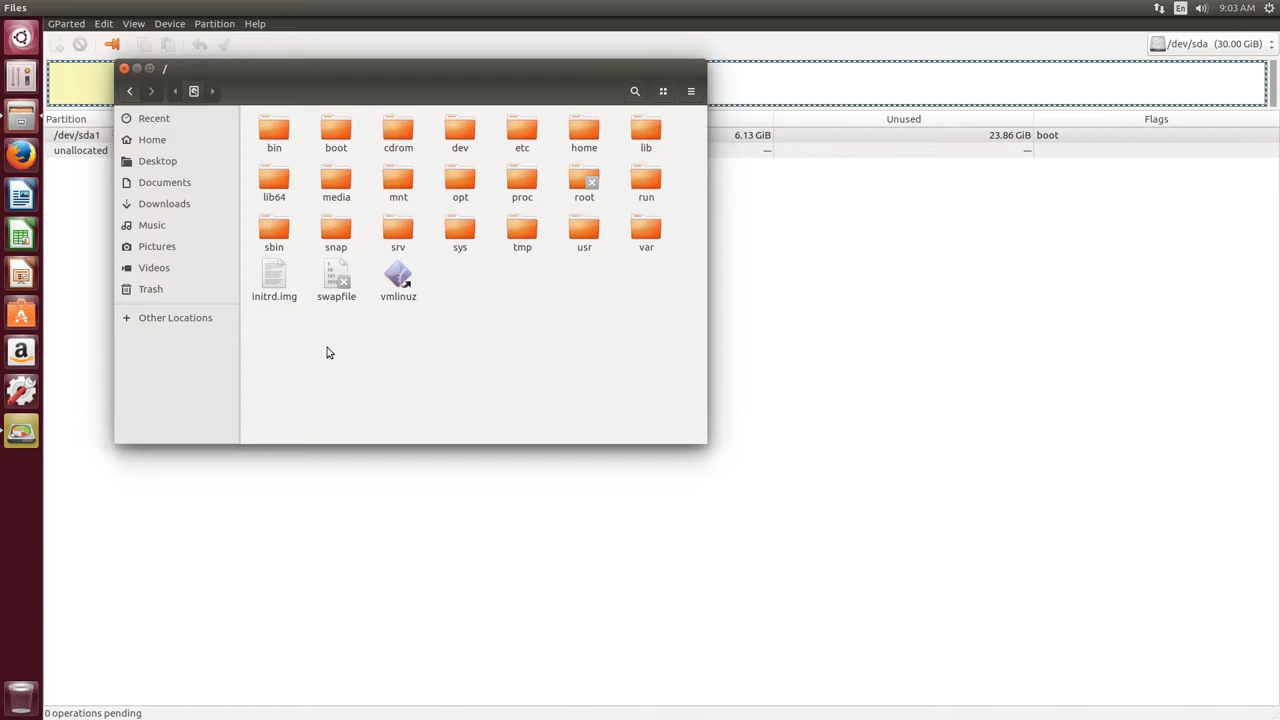 Files
En
9:03 AM
GParted Edit View Device Partition Help
/dev/sda (30.00 GiB)
/
Partition
Unused
Flags
/dev/sda1
6.13 GiB
23.86 GiB
boot
unallocated
---
---
Recent
Home
Desktop
Documents
Downloads
Music
Pictures
Videos
Trash
Other Locations
bin boot cdrom dev etc home lib
lib64 media mnt opt proc root run
sbin snap srv sys tmp usr var
initrd.img swapfile vmlinuz
0 operations pending